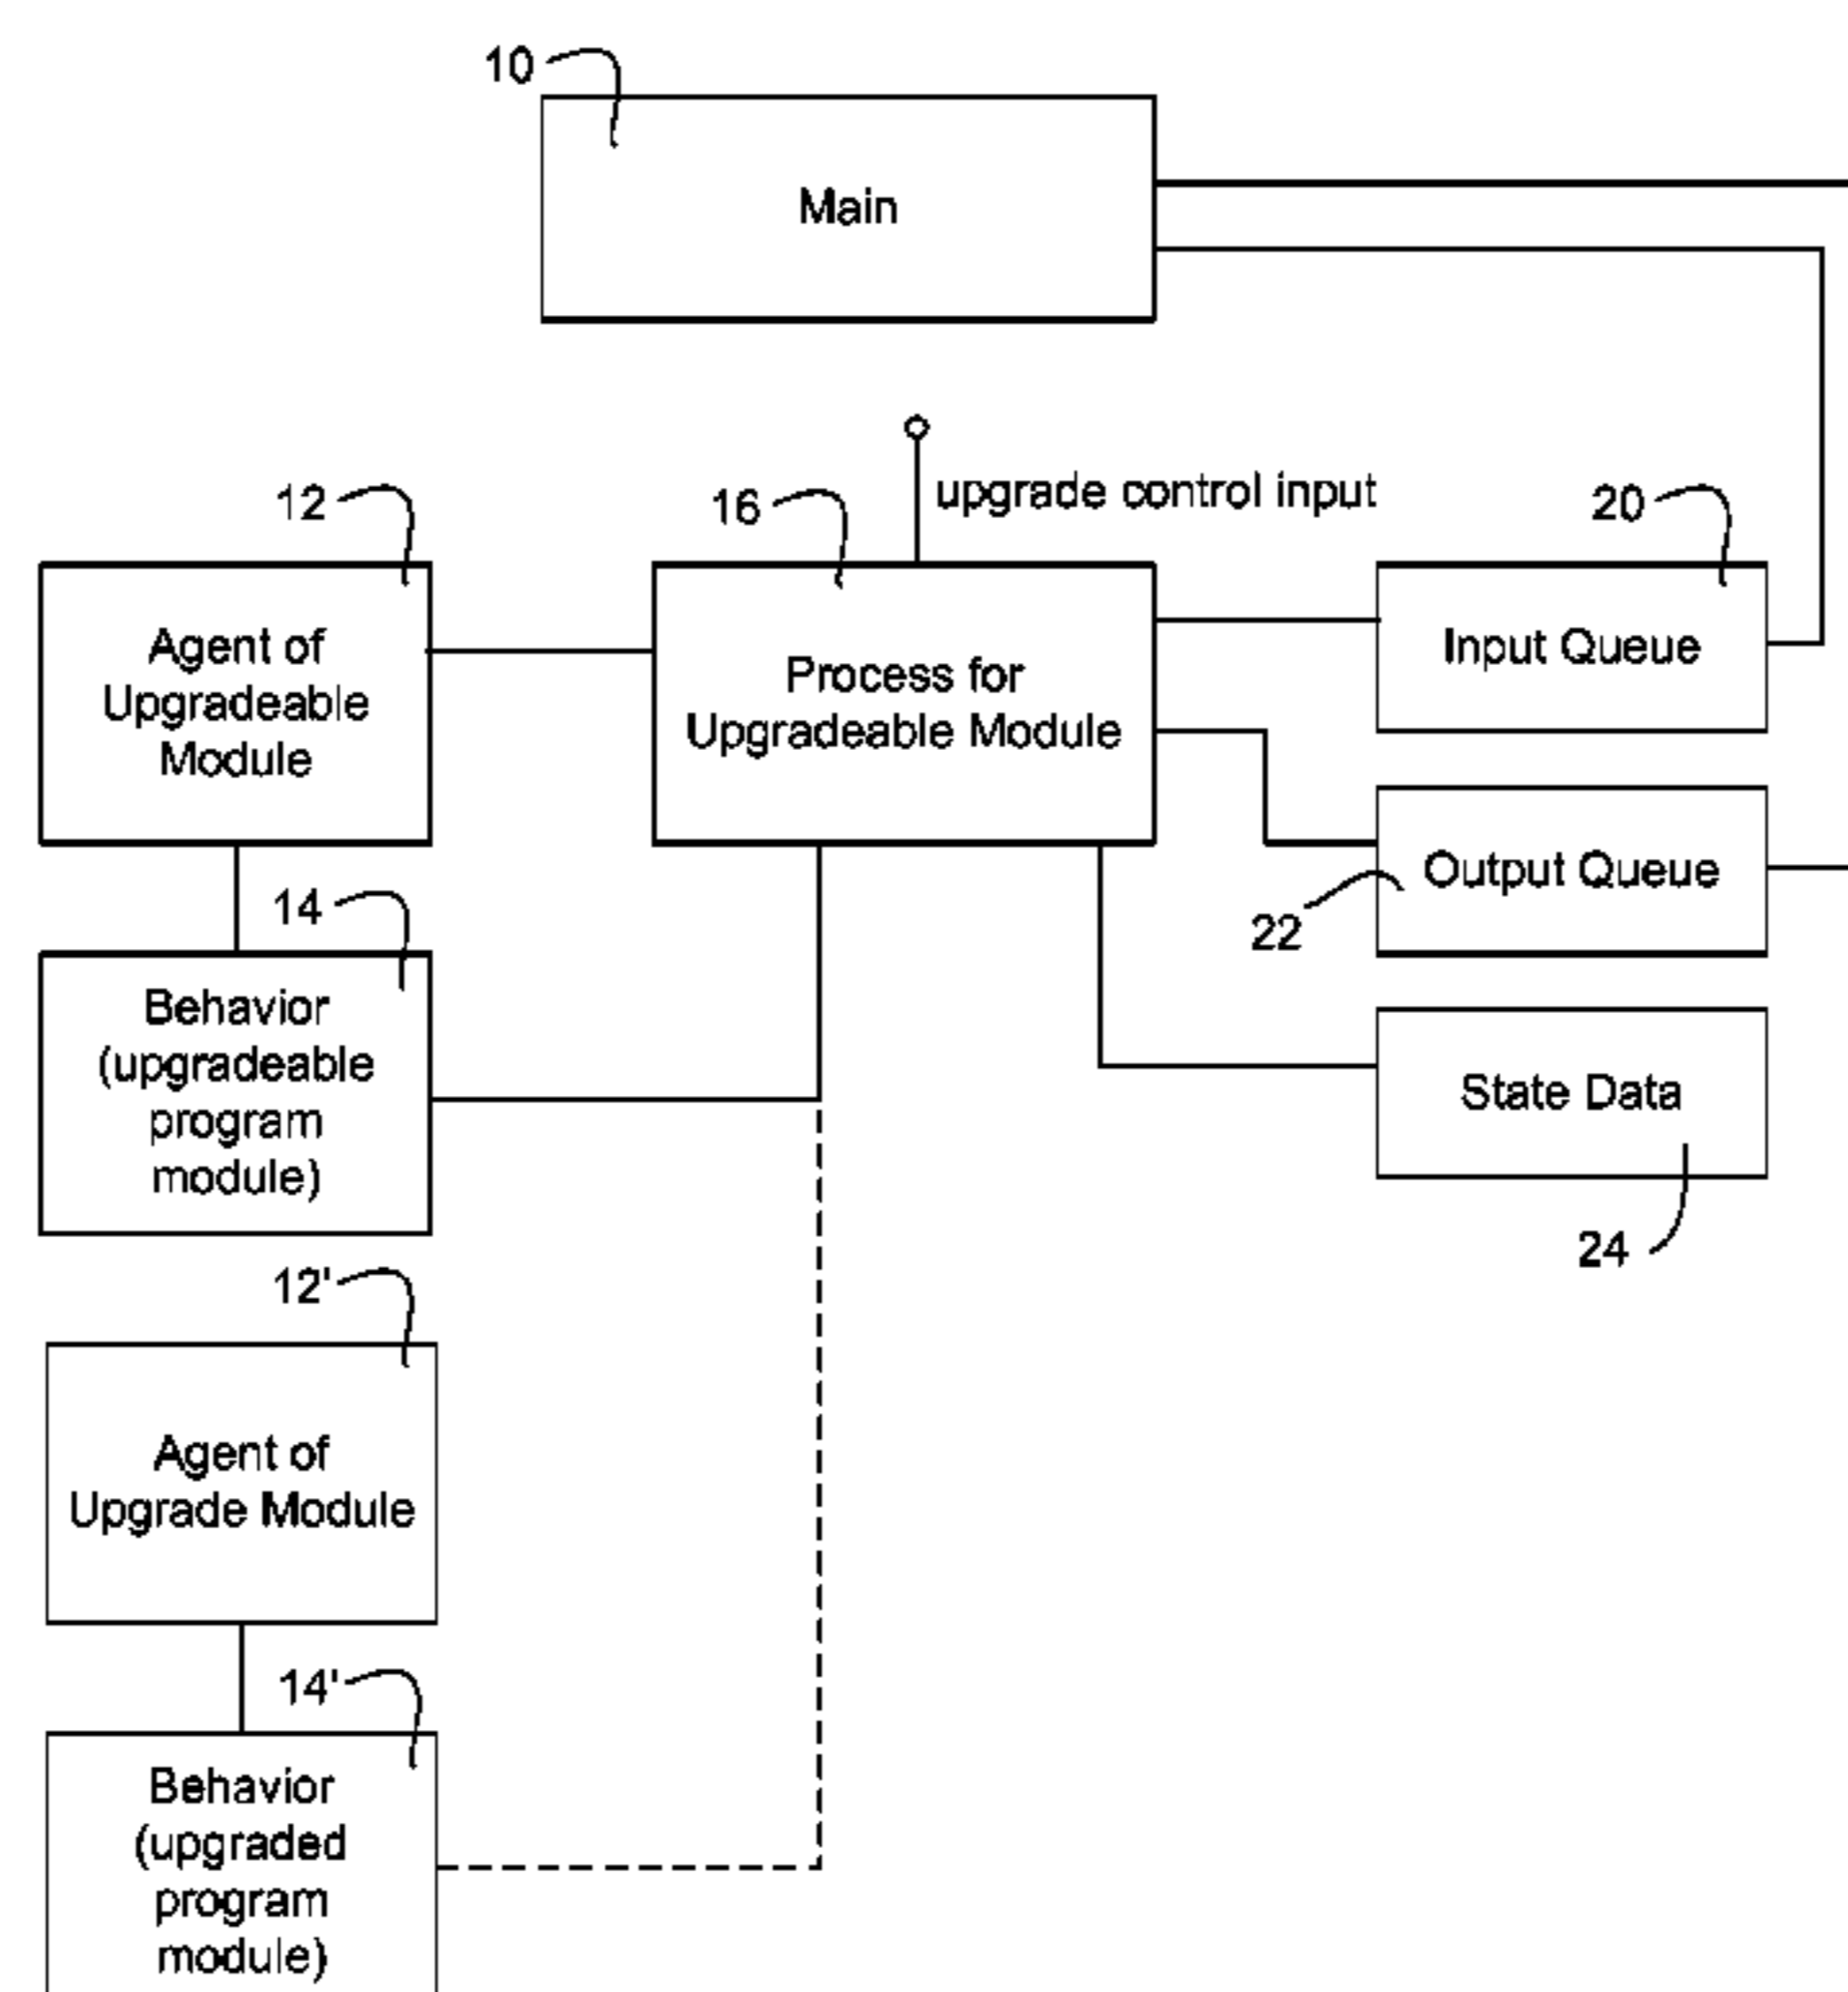 10
Main
upgrade control input
12
16
20
Agent of
Upgradeable
Module
Process for
Upgradeable Module
Input Queue
14
22
Output Queue
Behavior
(upgradeable
program
module)
State Data
24
12'
Agent of
Upgrade Module
14'
Behavior
(upgraded
program
module)